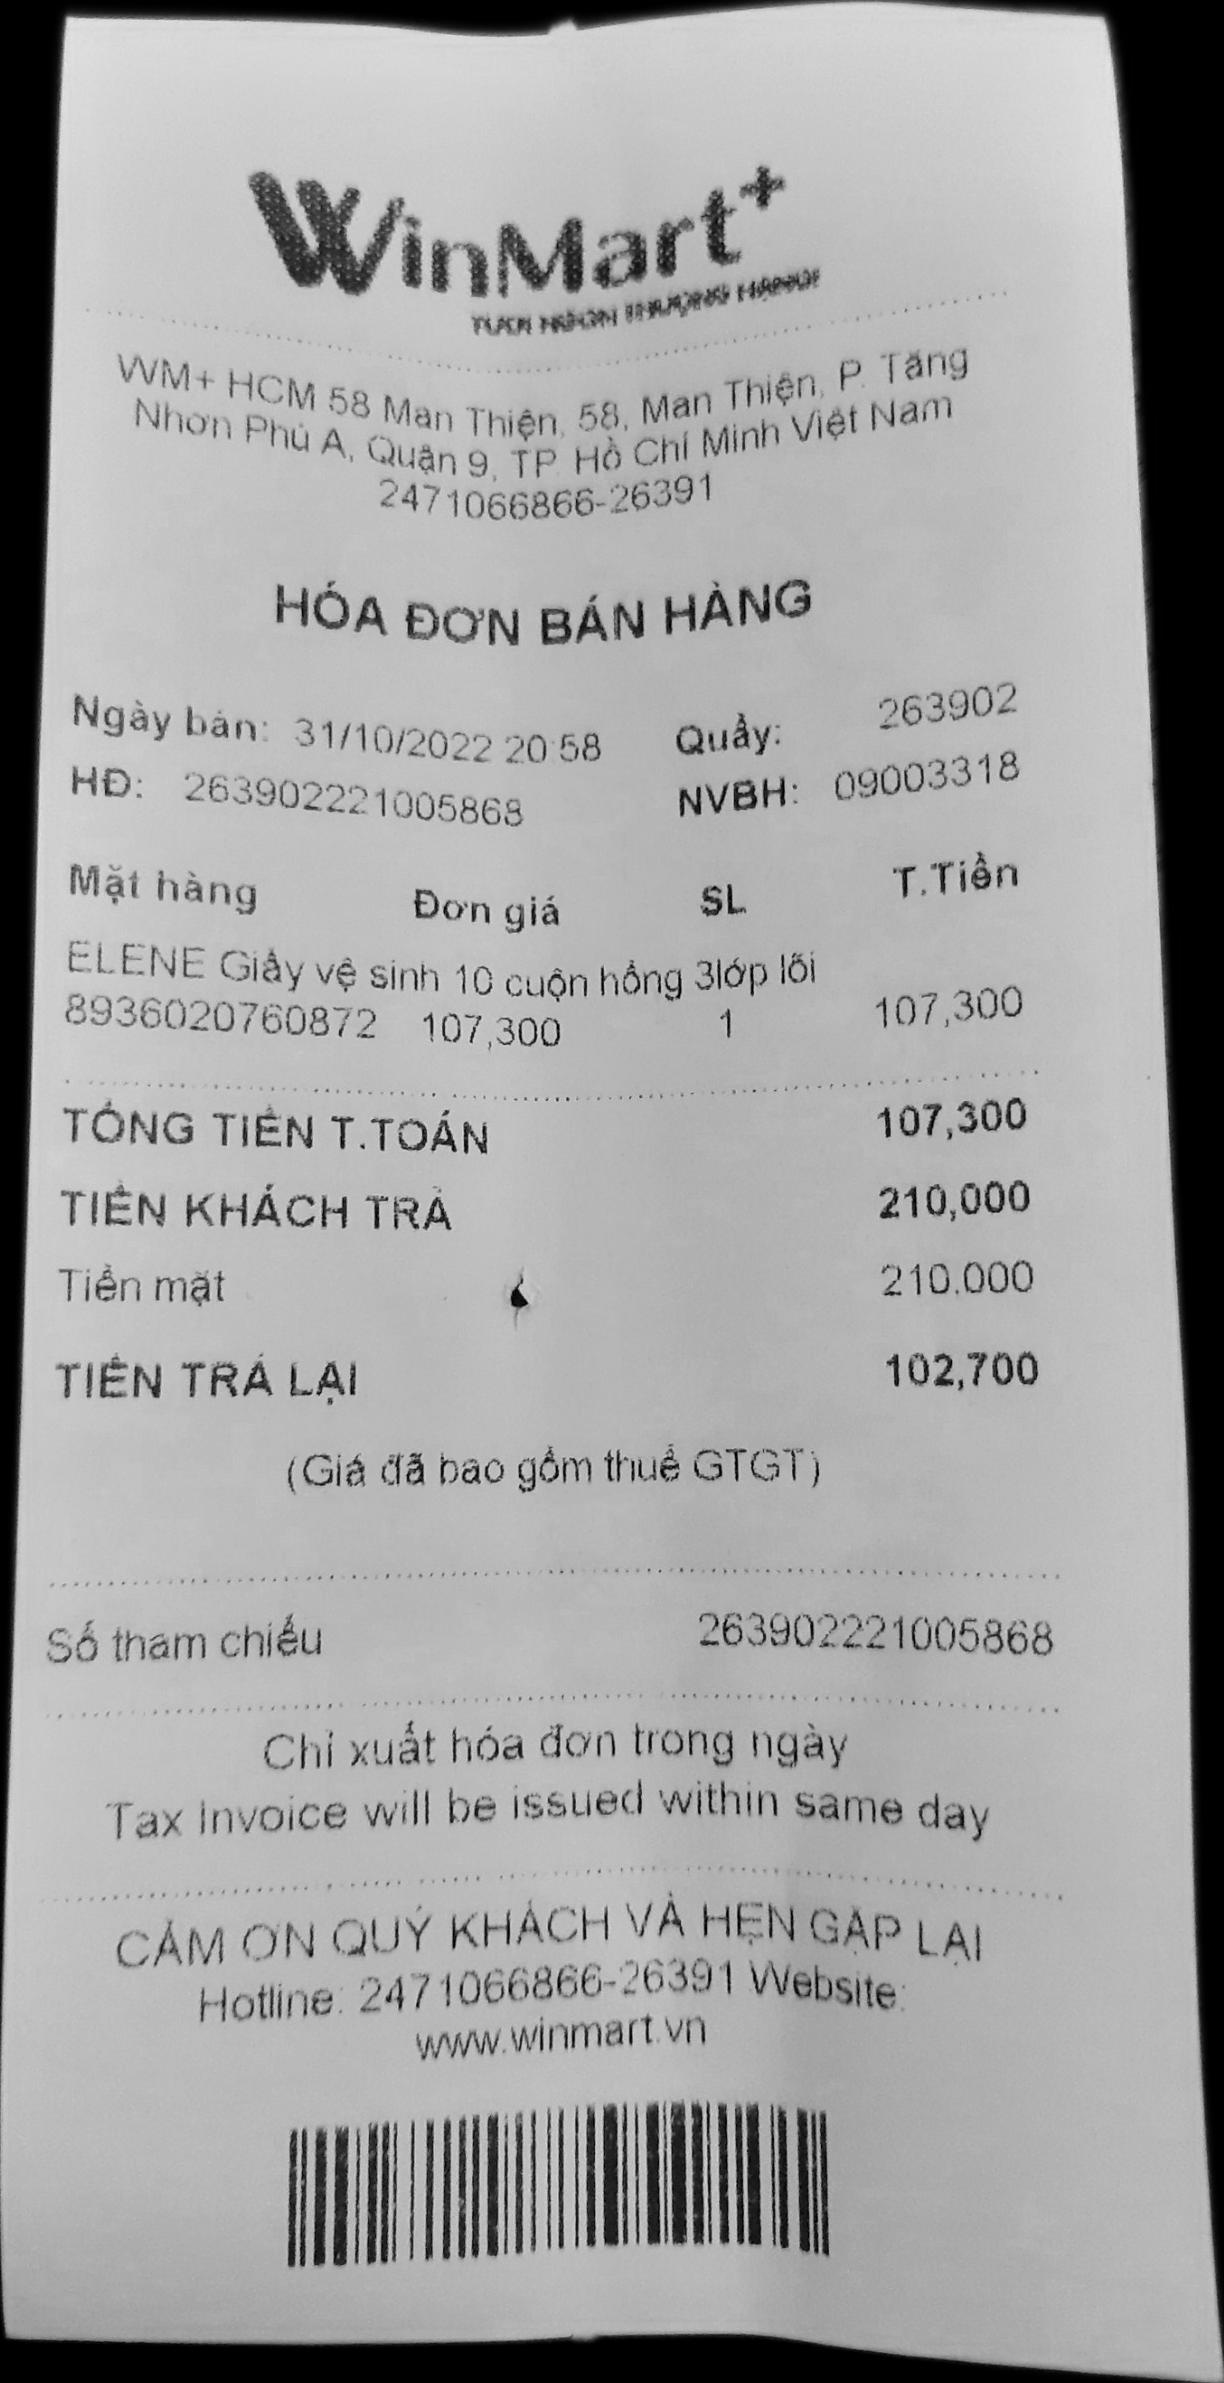 WinMart+
TƯƠI NGON THƯỢNG HẠNG!
WM+ HCM 58 Man Thiện, 58, Man Thiện, P. Tăng
Nhơn Phú A, Quận 9, TP. Hồ Chí Minh Việt Nam
2471066866-26391
HÓA ĐƠN BÁN HÀNG
Ngày bán: 31/10/2022 20:58 Quầy: 263902
HĐ: 263902221005868 NVBH: 09003318
Mặt hàng Đơn giá SL T.Tiền
ELENE Giấy vệ sinh 10 cuộn hồng 3lớp lõi
8936020760872 107,300 1 107,300
TỔNG TIỀN T.TOÁN 107,300
TIỀN KHÁCH TRẢ 210,000
Tiền mặt 210.000
TIỀN TRẢ LẠI 102,700
(Giá đã bao gồm thuế GTGT)
Số tham chiếu 263902221005868
Chỉ xuất hóa đơn trong ngày
Tax Invoice will be issued within same day
CẢM ƠN QUÝ KHÁCH VÀ HẸN GẶP LẠI
Hotline: 2471066866-26391 Website:
www.winmart.vn